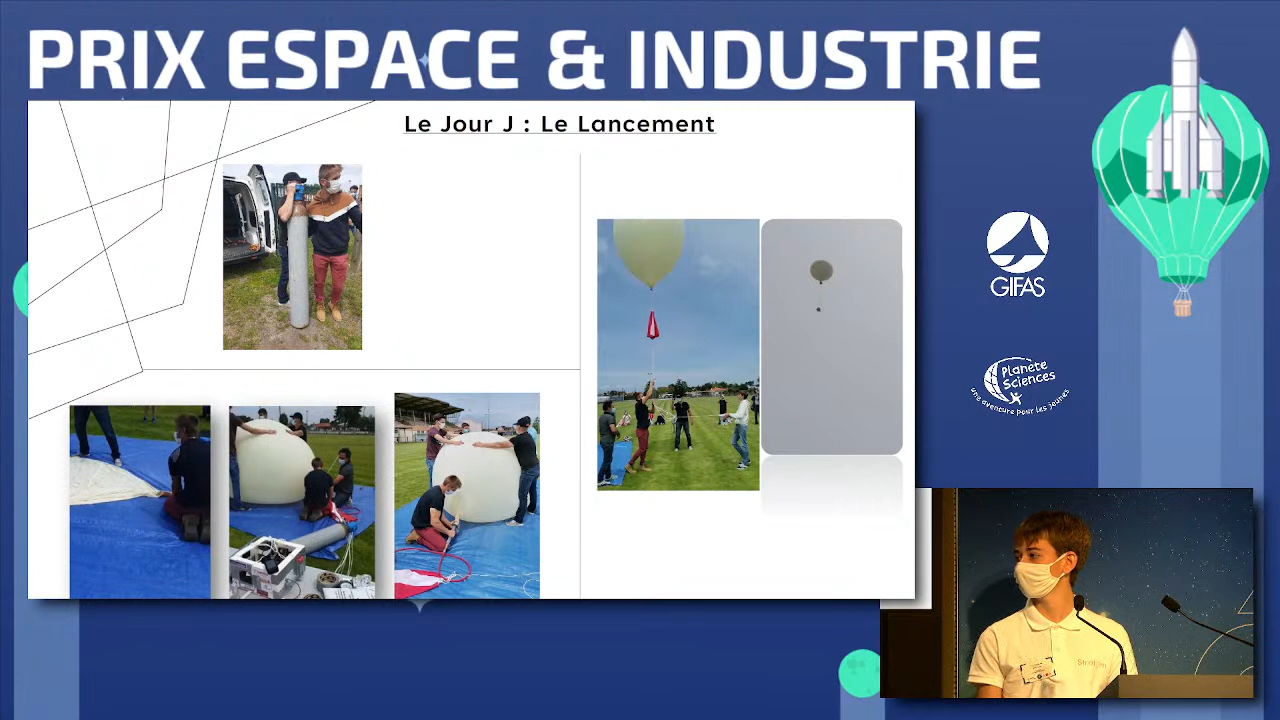 PRIX ESPACE & INDUSTRIE
Le Jour J : Le Lancement
GIFAS
Planète
Sciences
une aventure pour les jeunes